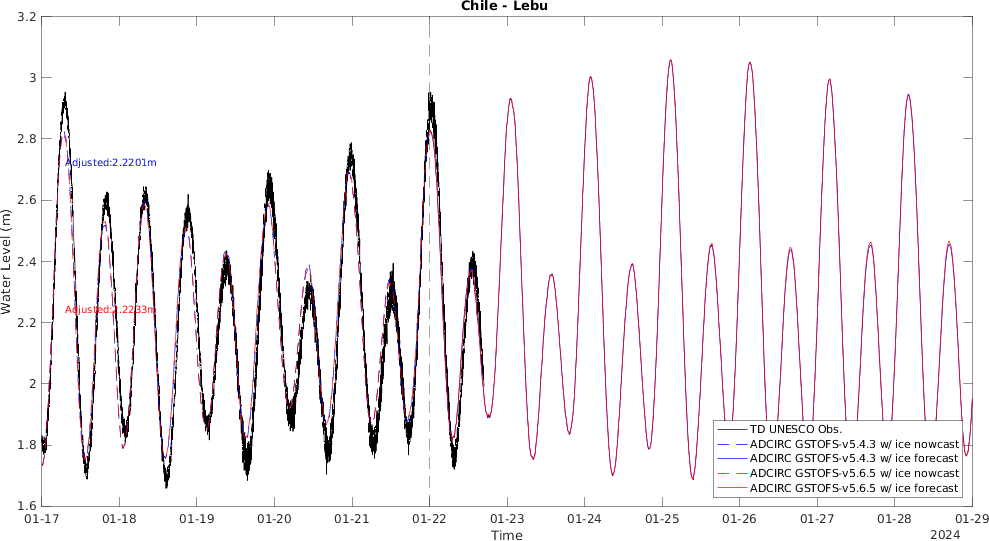 Chile - Lebu
3.2
3
2.8
2.6
2.4
2.2
2
1.8
1.6
Water Level (m)
Adjusted:2.2201m
Adjusted:2.2233m
TD UNESCO Obs.
ADCIRC GSTOFS-v5.4.3 w/ ice nowcast
ADCIRC GSTOFS-v5.4.3 w/ ice forecast
ADCIRC GSTOFS-v5.6.5 w/ ice nowcast
ADCIRC GSTOFS-v5.6.5 w/ ice forecast
01-17 01-18 01-19 01-20 01-21 01-22 01-23 01-24 01-25 01-26 01-27 01-28 01-29
Time
2024